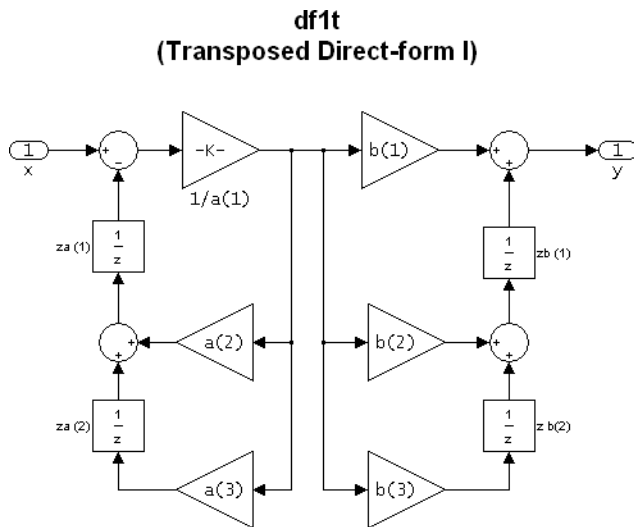 df1t
(Transposed Direct-form I)
1
x
+
−
-K-
1/a(1)
b(1)
+
+
1
y
za (1)
1
z
1
z
zb (1)
+
+
a(2)
b(2)
+
+
za (2)
1
z
1
z
z b(2)
a(3)
b(3)